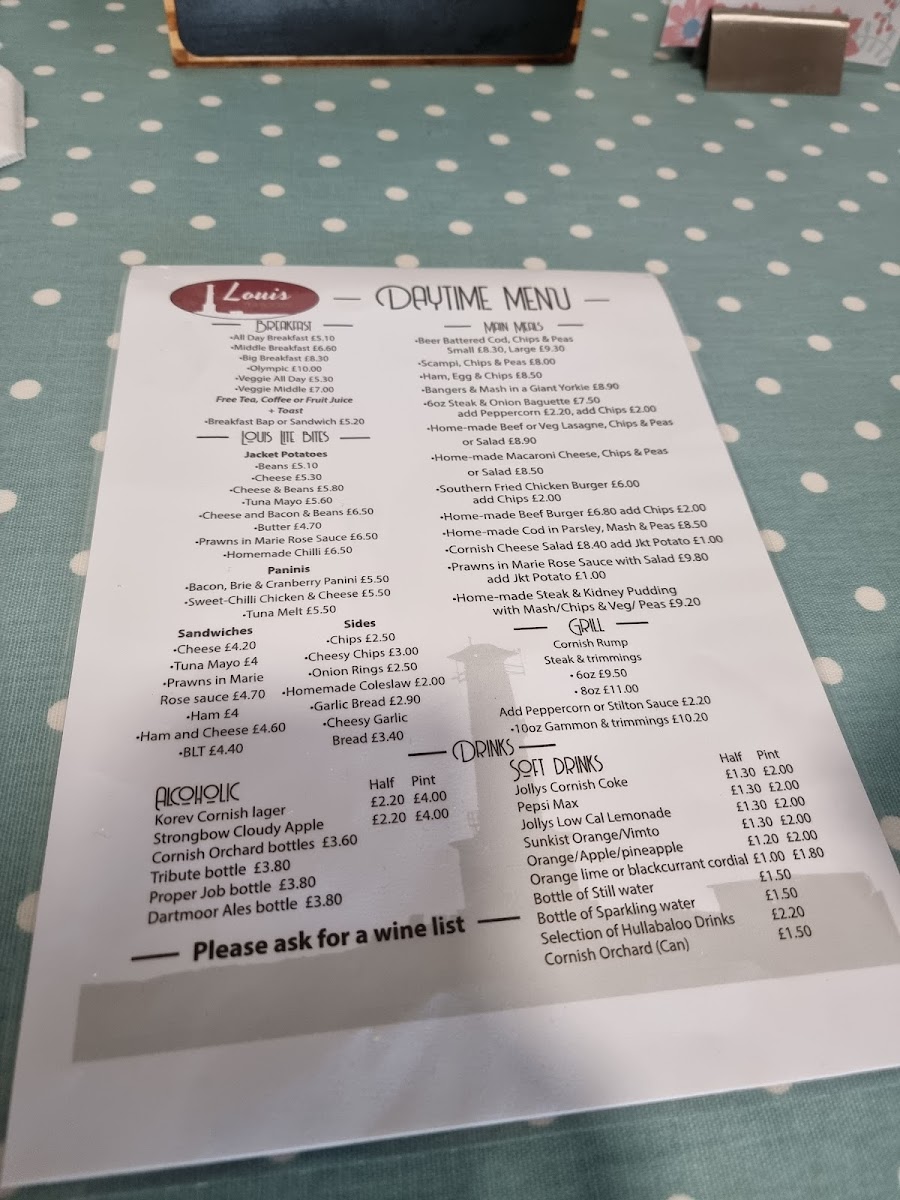 Louis
DAYTIME MENU
BREAKFAST
•All Day Breakfast £5.10
•Middle Breakfast £6.60
•Big Breakfast £8.30
•Olympic £10.00
•Veggie All Day £5.30
•Veggie Middle £7.00
Free Tea, Coffee or Fruit Juice
+ Toast
•Breakfast Bap or Sandwich £5.20
LOUIS LITE BITES
Jacket Potatoes
•Beans £5.10
•Cheese £5.30
•Cheese & Beans £5.80
•Tuna Mayo £5.60
•Cheese and Bacon & Beans £6.50
•Butter £4.70
•Prawns in Marie Rose Sauce £6.50
•Homemade Chilli £6.50
Paninis
•Bacon, Brie & Cranberry Panini £5.50
•Sweet-Chilli Chicken & Cheese £5.50
•Tuna Melt £5.50
Sandwiches
•Cheese £4.20
•Tuna Mayo £4
•Prawns in Marie
Rose sauce £4.70
•Ham £4
•Ham and Cheese £4.60
•BLT £4.40
Sides
•Chips £2.50
•Cheesy Chips £3.00
•Onion Rings £2.50
•Homemade Coleslaw £2.00
•Garlic Bread £2.90
•Cheesy Garlic
Bread £3.40
MAIN MEALS
•Beer Battered Cod, Chips & Peas
Small £8.30, Large £9.30
•Scampi, Chips & Peas £8.00
•Ham, Egg & Chips £8.50
•Bangers & Mash in a Giant Yorkie £8.90
•6oz Steak & Onion Baguette £7.50
add Peppercorn £2.20, add Chips £2.00
•Home-made Beef or Veg Lasagne, Chips & Peas
or Salad £8.90
•Home-made Macaroni Cheese, Chips & Peas
or Salad £8.50
•Southern Fried Chicken Burger £6.00
add Chips £2.00
•Home-made Beef Burger £6.80 add Chips £2.00
•Home-made Cod in Parsley, Mash & Peas £8.50
•Cornish Cheese Salad £8.40 add Jkt Potato £1.00
•Prawns in Marie Rose Sauce with Salad £9.80
add Jkt Potato £1.00
•Home-made Steak & Kidney Pudding
with Mash/Chips & Veg/ Peas £9.20
GRILL
Cornish Rump
Steak & trimmings
• 6oz £9.50
• 8oz £11.00
Add Peppercorn or Stilton Sauce £2.20
•10oz Gammon & trimmings £10.20
DRINKS
ALCOHOLIC
Half Pint
Korev Cornish lager £2.20 £4.00
Strongbow Cloudy Apple £2.20 £4.00
Cornish Orchard bottles £3.60
Tribute bottle £3.80
Proper Job bottle £3.80
Dartmoor Ales bottle £3.80
Please ask for a wine list
SOFT DRINKS
Half Pint
Jollys Cornish Coke £1.30 £2.00
Pepsi Max £1.30 £2.00
Jollys Low Cal Lemonade £1.30 £2.00
Sunkist Orange/Vimto £1.30 £2.00
Orange/Apple/pineapple £1.20 £2.00
Orange lime or blackcurrant cordial £1.00 £1.80
Bottle of Still water £1.50
Bottle of Sparkling water £1.50
Selection of Hullabaloo Drinks £2.20
Cornish Orchard (Can) £1.50